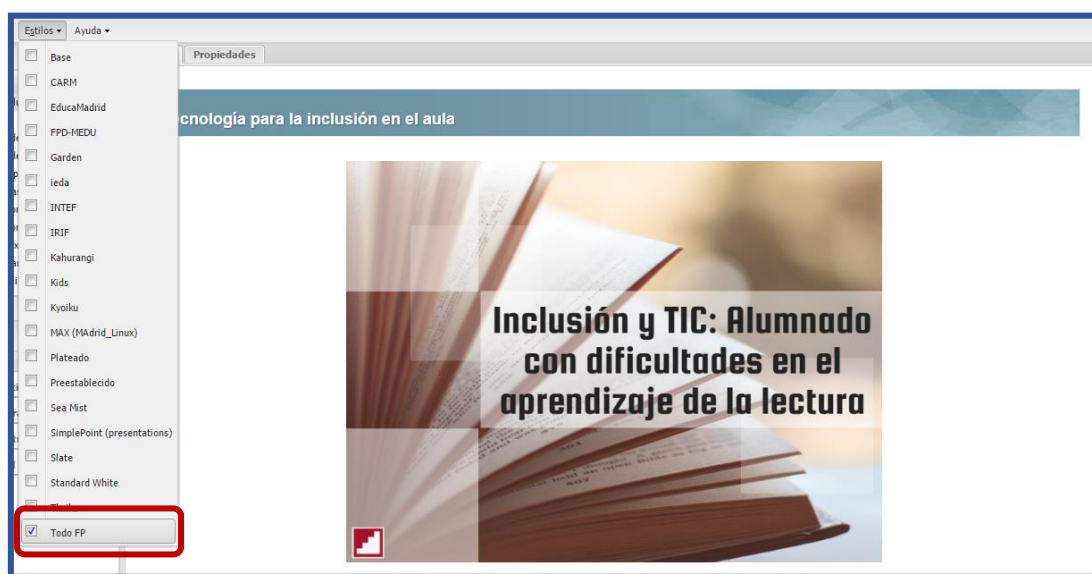 Estilos Ayuda
Propiedades
Base
CARM
EducaMadrid
FPD-MEDU
Garden
ieda
INTEF
IRIF
Kahurangi
Kids
Kyoiku
MAX (MAdrid_Linux)
Plateado
Preestablecido
Sea Mist
SimplePoint (presentations)
Slate
Standard White
Todo FP
cnología para la inclusión en el aula
Inclusión y TIC: Alumnado
con dificultades en el
aprendizaje de la lectura
407